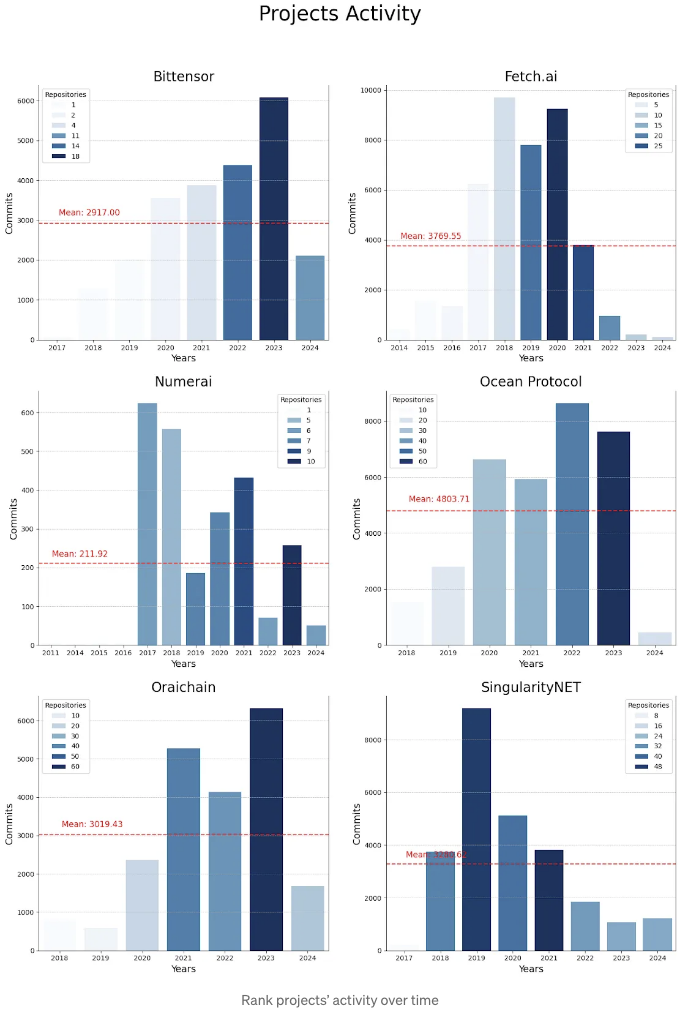 Projects Activity
Bittensor
Repositories
1
2
4
11
14
18
6000
5000
4000
3000
2000
1000
0
Mean: 2917.00
Commits
2017 2018 2019 2020 2021 2022 2023 2024
Years
Fetch.ai
Repositories
5
10
15
20
25
10000
8000
6000
4000
2000
0
Mean: 3769.55
Commits
2014 2015 2016 2017 2018 2019 2020 2021 2022 2023 2024
Years
Numerai
Repositories
1
5
6
7
9
10
600
500
400
300
200
100
0
Mean: 211.92
Commits
2011 2014 2015 2016 2017 2018 2019 2020 2021 2022 2023 2024
Years
Ocean Protocol
Repositories
10
20
30
40
50
60
8000
6000
4000
2000
0
Mean: 4803.71
Commits
2018 2019 2020 2021 2022 2023 2024
Years
Oraichain
Repositories
10
20
30
40
50
60
6000
5000
4000
3000
2000
1000
0
Mean: 3019.43
Commits
2018 2019 2020 2021 2022 2023 2024
Years
SingularityNET
Repositories
8
16
24
32
40
48
8000
6000
4000
2000
0
Mean:
Commits
2017 2018 2019 2020 2021 2022 2023 2024
Years
Rank projects' activity over time